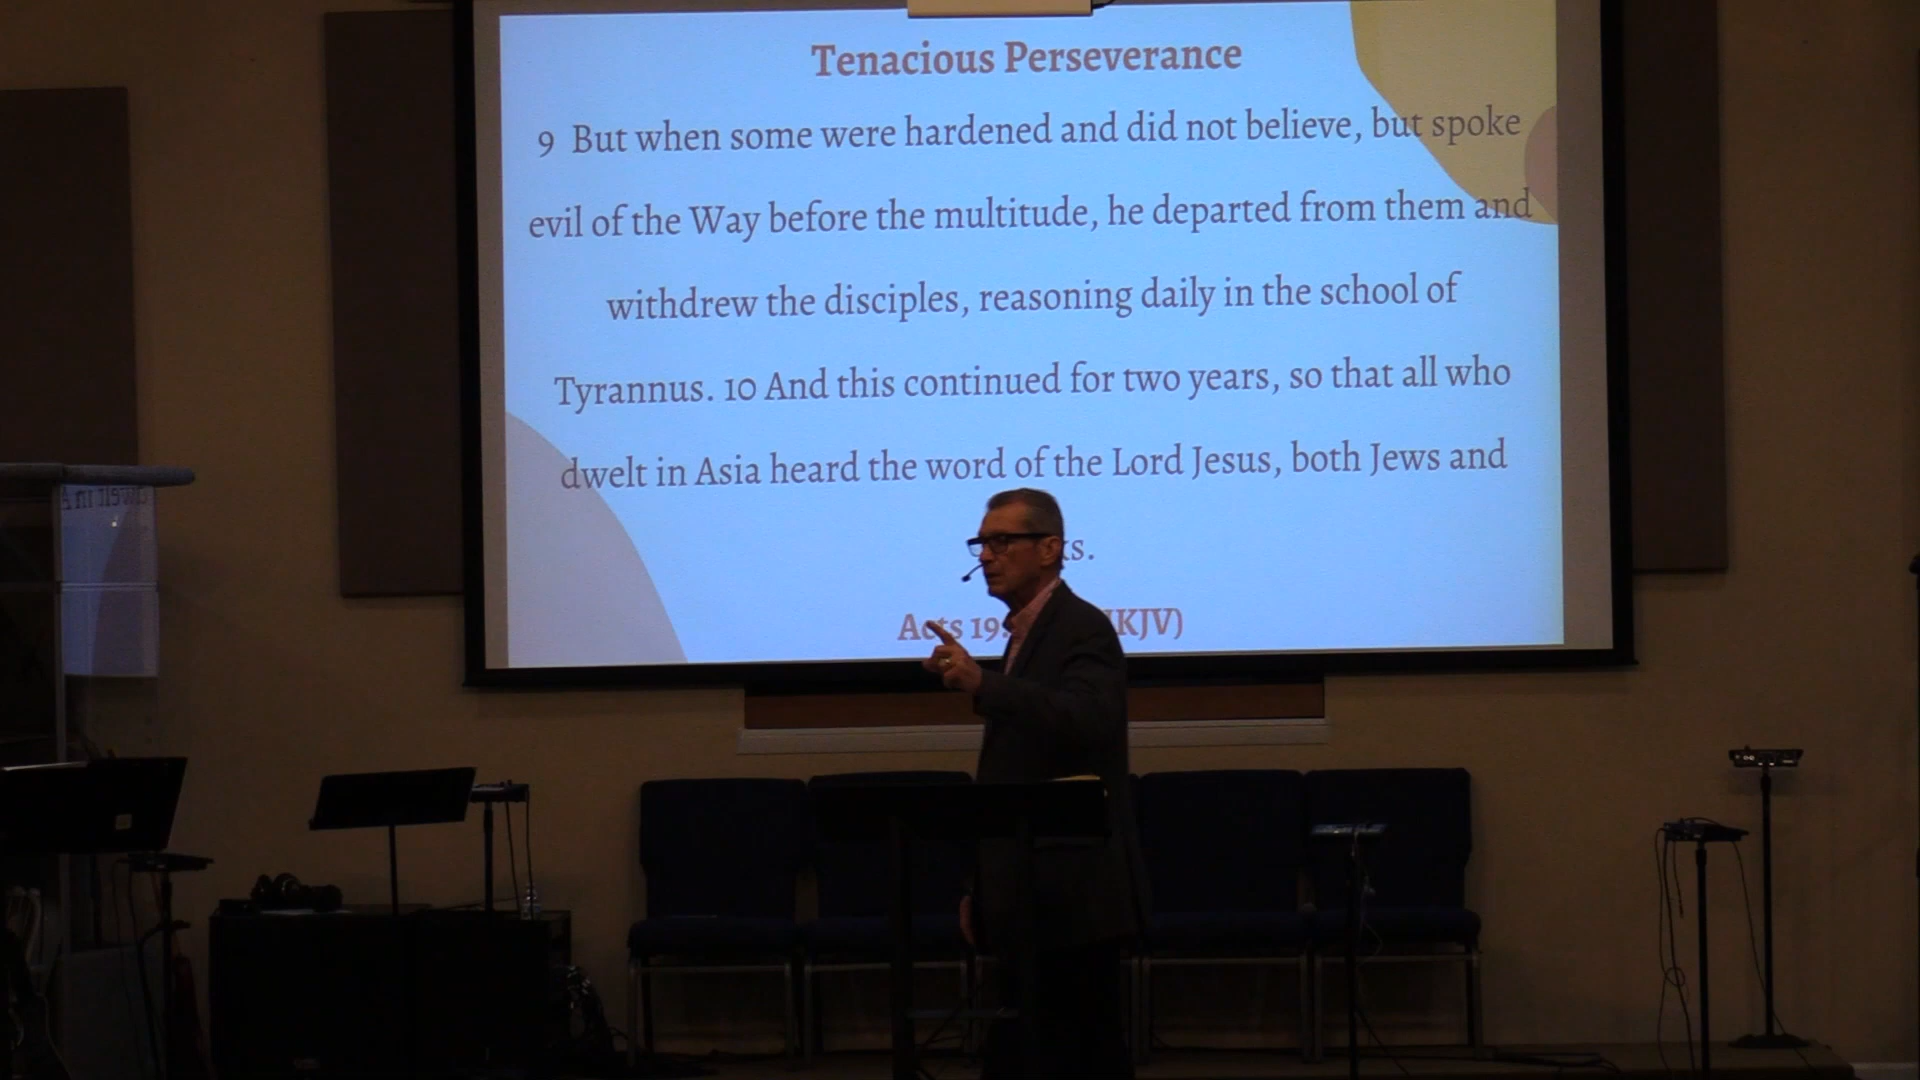 Tenacious Perseverance
9 But when some were hardened and did not believe, but spoke
evil of the Way before the multitude, he departed from them and
withdrew the disciples, reasoning daily in the school of
Tyrannus. 10 And this continued for two years, so that all who
dwelt in Asia heard the word of the Lord Jesus, both Jews and
Acts 19: KJV)